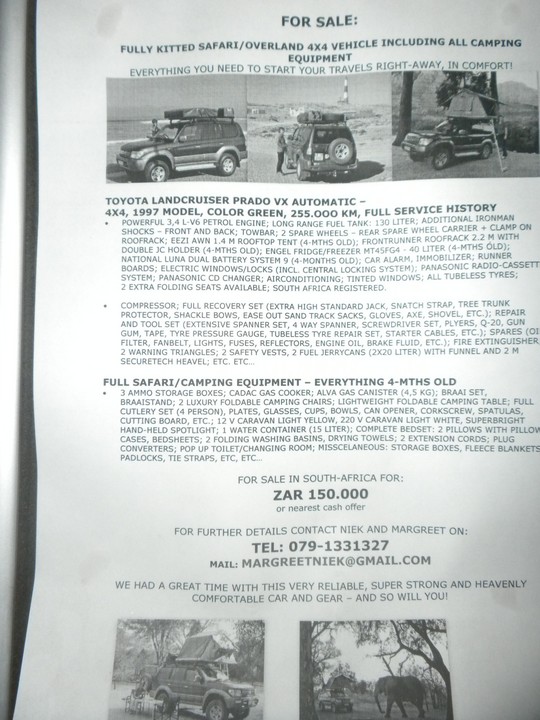 FOR SALE:
FULLY KITTED SAFARI/OVERLAND 4X4 VEHICLE INCLUDING ALL CAMPING
EQUIPMENT
EVERYTHING YOU NEED TO START YOUR TRAVELS RIGHT-AWAY, IN COMFORT!
TOYOTA LANDCRUISER PRADO VX AUTOMATIC –
4X4, 1997 MODEL, COLOR GREEN, 255.000 KM, FULL SERVICE HISTORY
• POWERFUL 3,4 L-V6 PETROL ENGINE; LONG RANGE FUEL TANK: 130 LITER; ADDITIONAL IRONMAN
SHOCKS – FRONT AND BACK; TOWBAR; 2 SPARE WHEELS – REAR SPARE WHEEL CARRIER + CLAMP ON
ROOFRACK; EEZI AWN 1.4 M ROOFTOP TENT (4-MTHS OLD); FRONTRUNNER ROOFRACK 2.2 M WITH
DOUBLE JC HOLDER (4-MTHS OLD); ENGEL FRIDGE/FREEZER MT45FG4 - 40 LITER (4-MTHS OLD);
NATIONAL LUNA DUAL BATTERY SYSTEM 9 (4-MONTHS OLD); CAR ALARM, IMMOBILIZER; RUNNER
BOARDS; ELECTRIC WINDOWS/LOCKS (INCL. CENTRAL LOCKING SYSTEM); PANASONIC RADIO-CASSETT
SYSTEM; PANASONIC CD CHANGER; AIRCONDITIONING; TINTED WINDOWS; ALL TUBELESS TYRES;
2 EXTRA FOLDING SEATS AVAILABLE; SOUTH AFRICA REGISTERED.
• COMPRESSOR; FULL RECOVERY SET (EXTRA HIGH STANDARD JACK, SNATCH STRAP, TREE TRUNK
PROTECTOR, SHACKLE BOWS, EASE OUT SAND TRACK SACKS, GLOVES, AXE, SHOVEL, ETC.); REPAIR
AND TOOL SET (EXTENSIVE SPANNER SET, 4 WAY SPANNER, SCREWDRIVER SET, PLYERS, Q-20, GUN
GUM, TAPE, TYRE PRESSURE GAUGE, TUBELESS TYRE REPAIR SET, STARTER CABLES, ETC.); SPARES (OI
FILTER, FANBELT, LIGHTS, FUSES, REFLECTORS, ENGINE OIL, BRAKE FLUID, ETC.); FIRE EXTINGUISHER
2 WARNING TRIANGLES; 2 SAFETY VESTS, 2 FUEL JERRYCANS (2X20 LITER) WITH FUNNEL AND 2 M
SECURETECH HEAVEL; ETC. ETC...
FULL SAFARI/CAMPING EQUIPMENT – EVERYTHING 4-MTHS OLD
• 3 AMMO STORAGE BOXES; CADAC GAS COOKER; ALVA GAS CANISTER (4,5 KG); BRAAI SET,
BRAAISTAND; 2 LUXURY FOLDABLE CAMPING CHAIRS; LIGHTWEIGHT FOLDABLE CAMPING TABLE; FULL
CUTLERY SET (4 PERSON), PLATES, GLASSES, CUPS, BOWLS, CAN OPENER, CORKSCREW, SPATULAS,
CUTTING BOARD, ETC.; 12 V CARAVAN LIGHT YELLOW, 220 V CARAVAN LIGHT WHITE, SUPERBRIGHT
HAND-HELD SPOTLIGHT; 1 WATER CONTAINER (15 LITER); COMPLETE BEDSET: 2 PILLOWS WITH PILLOW
CASES, BEDSHEETS; 2 FOLDING WASHING BASINS, DRYING TOWELS; 2 EXTENSION CORDS; PLUG
CONVERTERS; POP UP TOILET/CHANGING ROOM; MISSCELANEOUS: STORAGE BOXES, FLEECE BLANKETS
PADLOCKS, TIE STRAPS, ETC, ETC...
FOR SALE IN SOUTH-AFRICA FOR:
ZAR 150.000
or nearest cash offer
FOR FURTHER DETAILS CONTACT NIEK AND MARGREET ON:
TEL: 079-1331327
MAIL: MARGREETNIEK@GMAIL.COM
WE HAD A GREAT TIME WITH THIS VERY RELIABLE, SUPER STRONG AND HEAVENLY
COMFORTABLE CAR AND GEAR – AND SO WILL YOU!